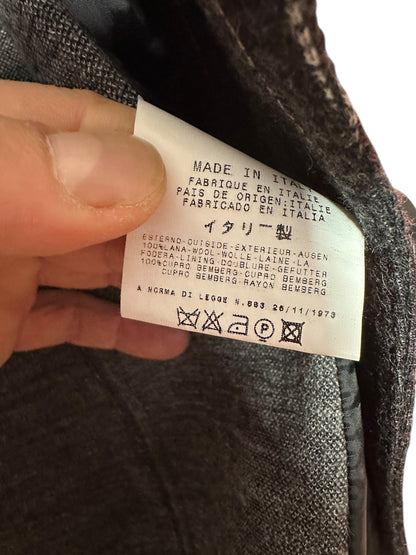 MADE IN ITALY
FABRIQUE EN ITALIE
PAIS DE ORIGEN:ITALIE
FABRICADO EN ITALIA
イタリー製
ESTERNO-OUTSIDE-EXTERIEUR-AUSEN
100%LANA-WOOL-WOLLE-LAINE-LA
FODERA-LINING-DOUBLURE-GEFUTTER
100%CUPRO BEMBERG-CUPRO BEMBERG
CUPRO BEMBERG-RAYON BEMBERG
A NORMA DI LEGGE N.883 26/11/1973
P